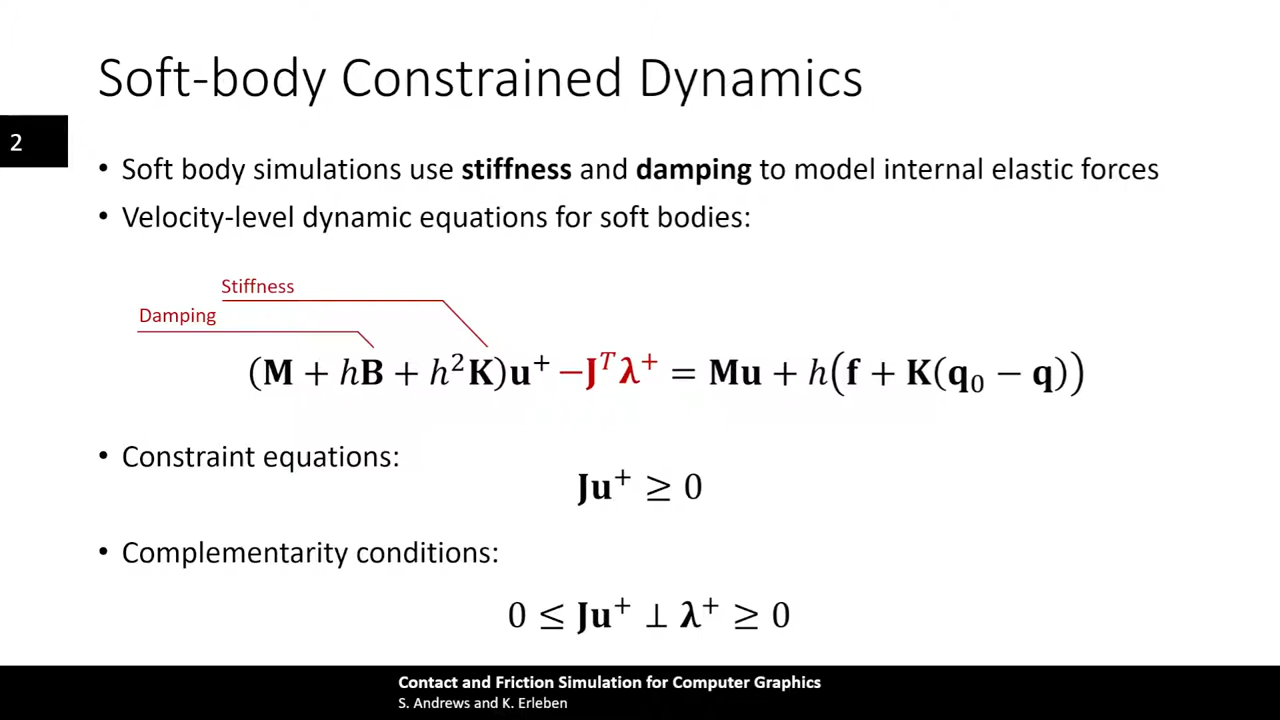 Soft-body Constrained Dynamics
2
• Soft body simulations use stiffness and damping to model internal elastic forces
• Velocity-level dynamic equations for soft bodies:
Stiffness
Damping
(M + hB + h²K)u⁺ −Jᵀλ⁺ = Mu + h(f + K(q₀ − q))
• Constraint equations:
Ju⁺ ≥ 0
• Complementarity conditions:
0 ≤ Ju⁺ ⊥ λ⁺ ≥ 0
Contact and Friction Simulation for Computer Graphics
S. Andrews and K. Erleben